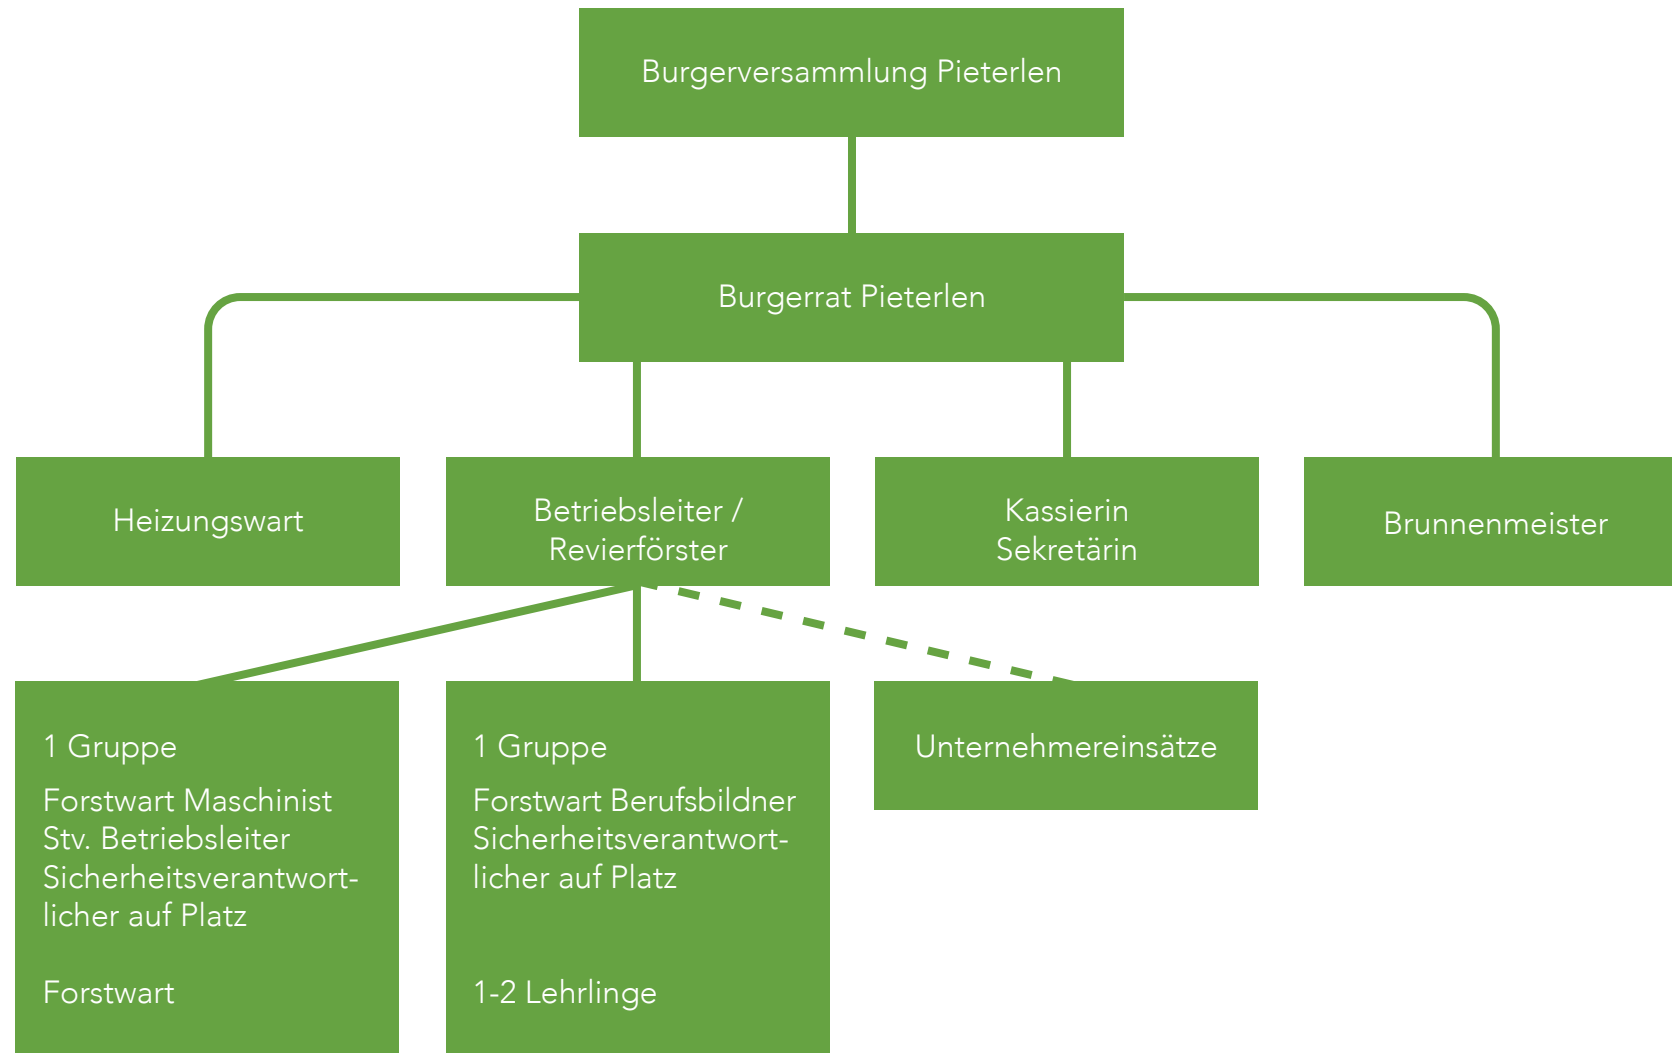 Burgerversammlung Pieterlen
Burgerrat Pieterlen
Heizungswart
Betriebsleiter /
Revierförster
Kassierin
Sekretärin
Brunnenmeister
1 Gruppe
Forstwart Maschinist
Stv. Betriebsleiter
Sicherheitsverantwort-
licher auf Platz
Forstwart
1 Gruppe
Forstwart Berufsbildner
Sicherheitsverantwort-
licher auf Platz
1-2 Lehrlinge
Unternehmereinsätze